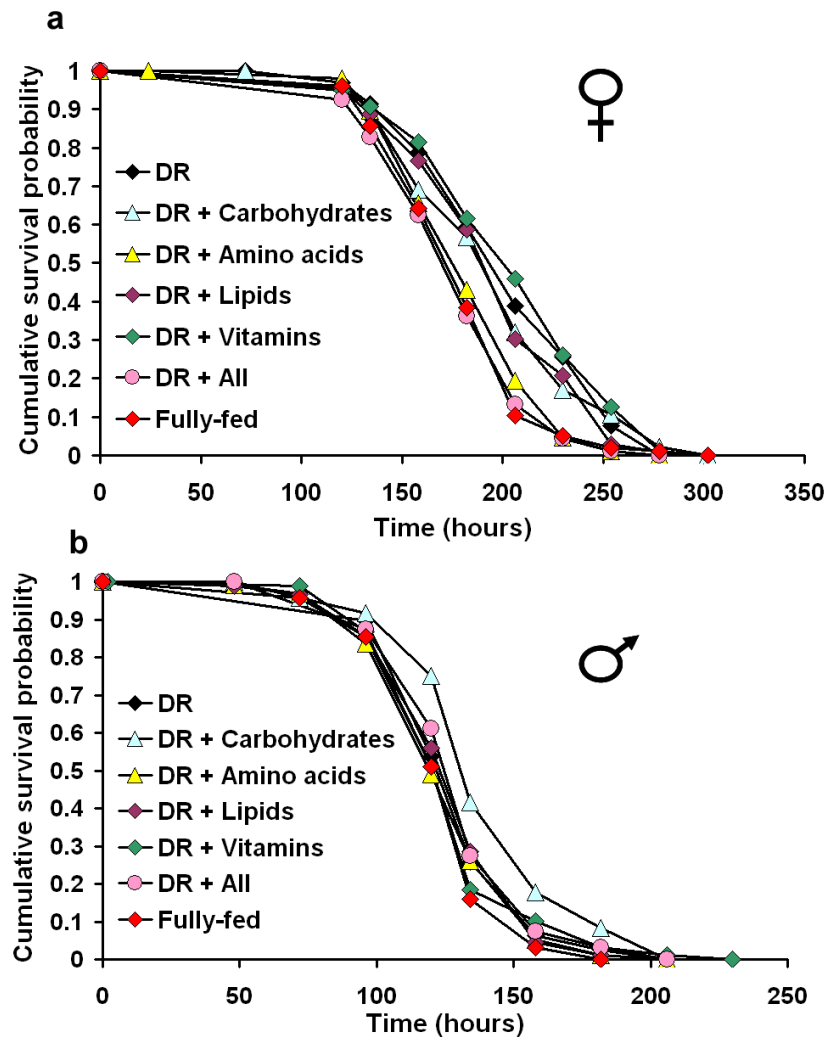 a
Cumulative survival probability
1
0.9
0.8
0.7
0.6
0.5
0.4
0.3
0.2
0.1
0
DR
DR + Carbohydrates
DR + Amino acids
DR + Lipids
DR + Vitamins
DR + All
Fully-fed
0 50 100 150 200 250 300 350
Time (hours)
b
Cumulative survival probability
1
0.9
0.8
0.7
0.6
0.5
0.4
0.3
0.2
0.1
0
DR
DR + Carbohydrates
DR + Amino acids
DR + Lipids
DR + Vitamins
DR + All
Fully-fed
0 50 100 150 200 250
Time (hours)